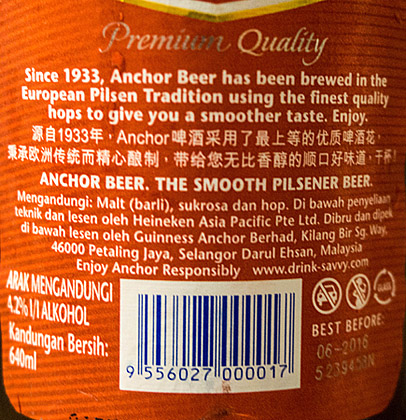 Premium Quality
Since 1933, Anchor Beer has been brewed in the
European Pilsen Tradition using the finest quality
hops to give you a smoother taste. Enjoy.
源自1933年，Anchor啤酒采用了最上等的优质啤酒花，
秉承欧洲传统而精心酿制，带给您无比香醇的顺口好味道，干杯!
ANCHOR BEER. THE SMOOTH PILSENER BEER.
Mengandungi: Malt (barli), sukrosa dan hop. Di bawah penyeliaan
teknik dan lesen oleh Heineken Asia Pacific Pte Ltd. Dibru dan dipek
di bawah lesen oleh Guinness Anchor Berhad, Kilang Bir Sg. Way,
46000 Petaling Jaya, Selangor Darul Ehsan, Malaysia
Enjoy Anchor Responsibly www.drink-savvy.com
ARAK MENGANDUNGI
4.2% l/l ALKOHOL
Kandungan Bersih:
640ml
9 556027 000017
GLASS
BEST BEFORE:
06-2016